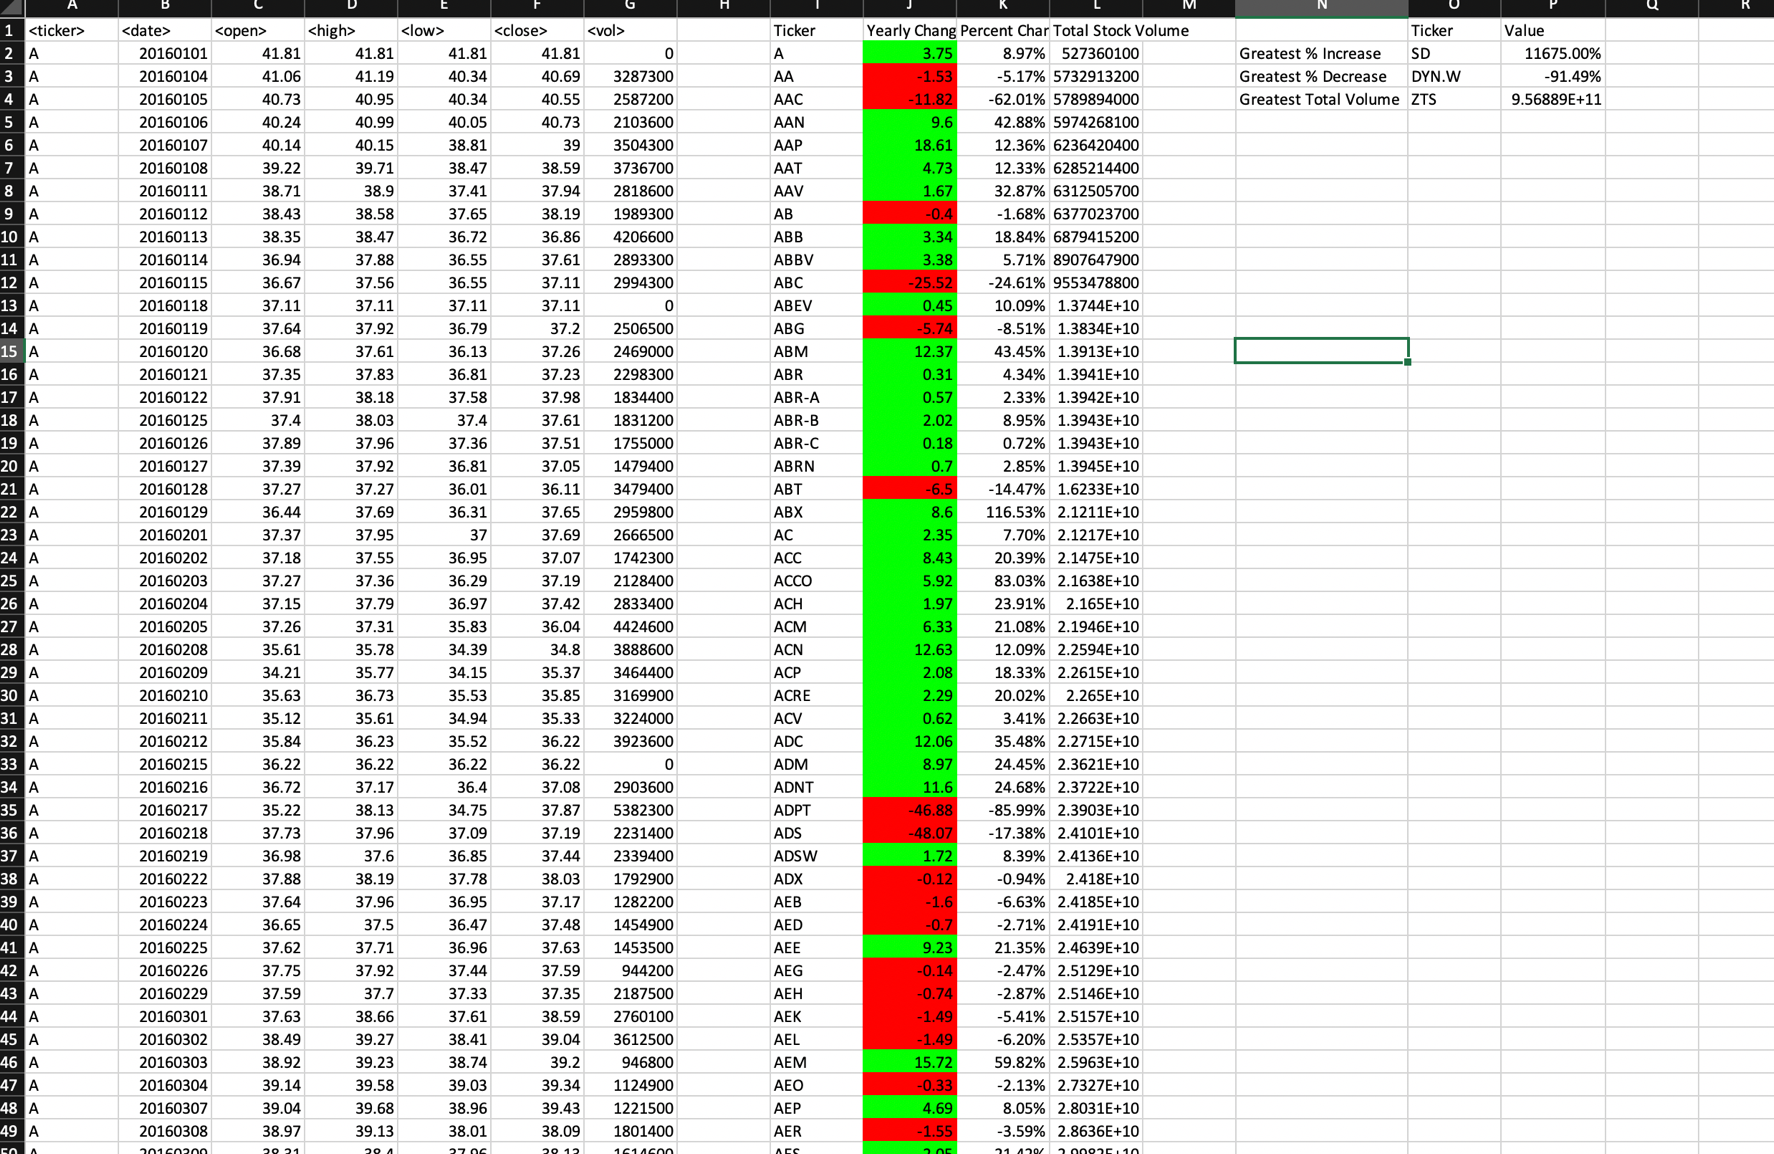 A B C D E F G H I J K L M N O P Q R
1 <ticker> <date> <open> <high> <low> <close> <vol> Ticker Yearly Chang Percent Char Total Stock Volume Ticker Value
2 A 20160101 41.81 41.81 41.81 41.81 0 A 3.75 8.97% 527360100 Greatest % Increase SD 11675.00%
3 A 20160104 41.06 41.19 40.34 40.69 3287300 AA -1.53 -5.17% 5732913200 Greatest % Decrease DYN.W -91.49%
4 A 20160105 40.73 40.95 40.34 40.55 2587200 AAC -11.82 -62.01% 5789894000 Greatest Total Volume ZTS 9.56889E+11
5 A 20160106 40.24 40.99 40.05 40.73 2103600 AAN 9.6 42.88% 5974268100
6 A 20160107 40.14 40.15 38.81 39 3504300 AAP 18.61 12.36% 6236420400
7 A 20160108 39.22 40.71 38.47 38.59 3736700 AAT 4.73 12.33% 6285214400
8 A 20160111 38.71 38.9 37.41 37.94 2818600 AAV 1.67 32.87% 6312505700
9 A 20160112 38.43 38.58 37.65 38.19 1989300 AB -0.4 -1.68% 6377023700
10 A 20160113 38.35 38.47 36.72 36.86 4206600 ABB 3.34 18.84% 6879415200
11 A 20160114 36.94 37.88 36.55 37.61 2893300 ABBV 3.38 5.71% 8907647900
12 A 20160115 36.67 37.56 36.55 37.11 2994300 ABC -25.52 -24.61% 9553478800
13 A 20160118 37.11 37.11 37.11 37.11 0 ABEV 0.45 10.09% 1.3744E+10
14 A 20160119 37.64 37.92 36.79 37.2 2506500 ABG -5.74 -8.51% 1.3834E+10
15 A 20160120 36.68 37.61 36.13 37.26 2469000 ABM 12.37 43.45% 1.3913E+10
16 A 20160121 37.35 37.83 36.81 37.23 2298300 ABR 0.31 4.34% 1.3941E+10
17 A 20160122 37.91 38.18 37.58 37.98 1834400 ABR-A 0.57 2.33% 1.3942E+10
18 A 20160125 37.4 38.03 37.4 37.61 1831200 ABR-B 2.02 8.95% 1.3943E+10
19 A 20160126 37.89 37.96 37.36 37.51 1755000 ABR-C 0.18 0.72% 1.3943E+10
20 A 20160127 37.39 37.92 36.81 37.05 1479400 ABRN 0.7 2.85% 1.3945E+10
21 A 20160128 37.27 37.27 36.01 36.11 3479400 ABT -6.5 -14.47% 1.6233E+10
22 A 20160129 36.44 37.69 36.31 37.65 2959800 ABX 8.6 116.53% 2.1211E+10
23 A 20160201 37.37 37.95 37 37.69 2666500 AC 2.35 7.70% 2.1217E+10
24 A 20160202 37.18 37.55 36.95 37.07 1742300 ACC 8.43 20.39% 2.1475E+10
25 A 20160203 37.27 37.36 36.29 37.19 2128400 ACCO 5.92 83.03% 2.1638E+10
26 A 20160204 37.15 37.79 36.97 37.42 2833400 ACH 1.97 23.91% 2.165E+10
27 A 20160205 37.26 37.31 35.83 36.04 4424600 ACM 6.33 21.08% 2.1946E+10
28 A 20160208 35.61 35.78 34.39 34.8 3888600 ACN 12.63 12.09% 2.2594E+10
29 A 20160209 34.21 35.77 34.15 35.37 3464400 ACP 2.08 18.33% 2.2615E+10
30 A 20160210 35.63 36.73 35.53 35.85 3169900 ACRE 2.29 20.02% 2.265E+10
31 A 20160211 35.12 35.61 34.94 35.33 3224000 ACV 0.62 3.41% 2.2663E+10
32 A 20160212 35.84 36.23 35.52 36.22 3923600 ADC 12.06 35.48% 2.2715E+10
33 A 20160215 36.22 36.22 36.22 36.22 0 ADM 8.97 24.45% 2.3621E+10
34 A 20160216 36.72 37.17 36.4 37.08 2903600 ADNT 11.6 24.68% 2.3722E+10
35 A 20160217 35.22 38.13 34.75 37.87 5382300 ADPT -46.88 -85.99% 2.3903E+10
36 A 20160218 37.73 37.96 37.09 37.19 2231400 ADS -48.07 -17.38% 2.4101E+10
37 A 20160219 36.98 37.6 36.85 37.44 2339400 ADSW 1.72 8.39% 2.4136E+10
38 A 20160222 37.88 38.19 37.78 38.03 1792900 ADX -0.12 -0.94% 2.418E+10
39 A 20160223 37.64 37.96 36.95 37.17 1282200 AEB -1.6 -6.63% 2.4185E+10
40 A 20160224 36.65 37.5 36.47 37.48 1454900 AED -0.7 -2.71% 2.4191E+10
41 A 20160225 37.62 37.71 36.96 37.63 1453500 AEE 9.23 21.35% 2.4639E+10
42 A 20160226 37.75 37.92 37.44 37.59 944200 AEG -0.14 -2.47% 2.5129E+10
43 A 20160229 37.59 37.7 37.33 37.35 2187500 AEH -0.74 -2.87% 2.5146E+10
44 A 20160301 37.63 38.66 37.61 38.59 2760100 AEK -1.49 -5.41% 2.5157E+10
45 A 20160302 38.49 39.27 38.41 39.04 3612500 AEL -1.49 -6.20% 2.5357E+10
46 A 20160303 38.92 39.23 38.74 39.2 946800 AEM 15.72 59.82% 2.5963E+10
47 A 20160304 39.14 39.58 39.03 39.34 1124900 AEO -0.33 -2.13% 2.7327E+10
48 A 20160307 39.04 39.68 38.96 39.43 1221500 AEP 4.69 8.05% 2.8031E+10
49 A 20160308 38.97 39.13 38.01 38.09 1801400 AER -1.55 -3.59% 2.8636E+10